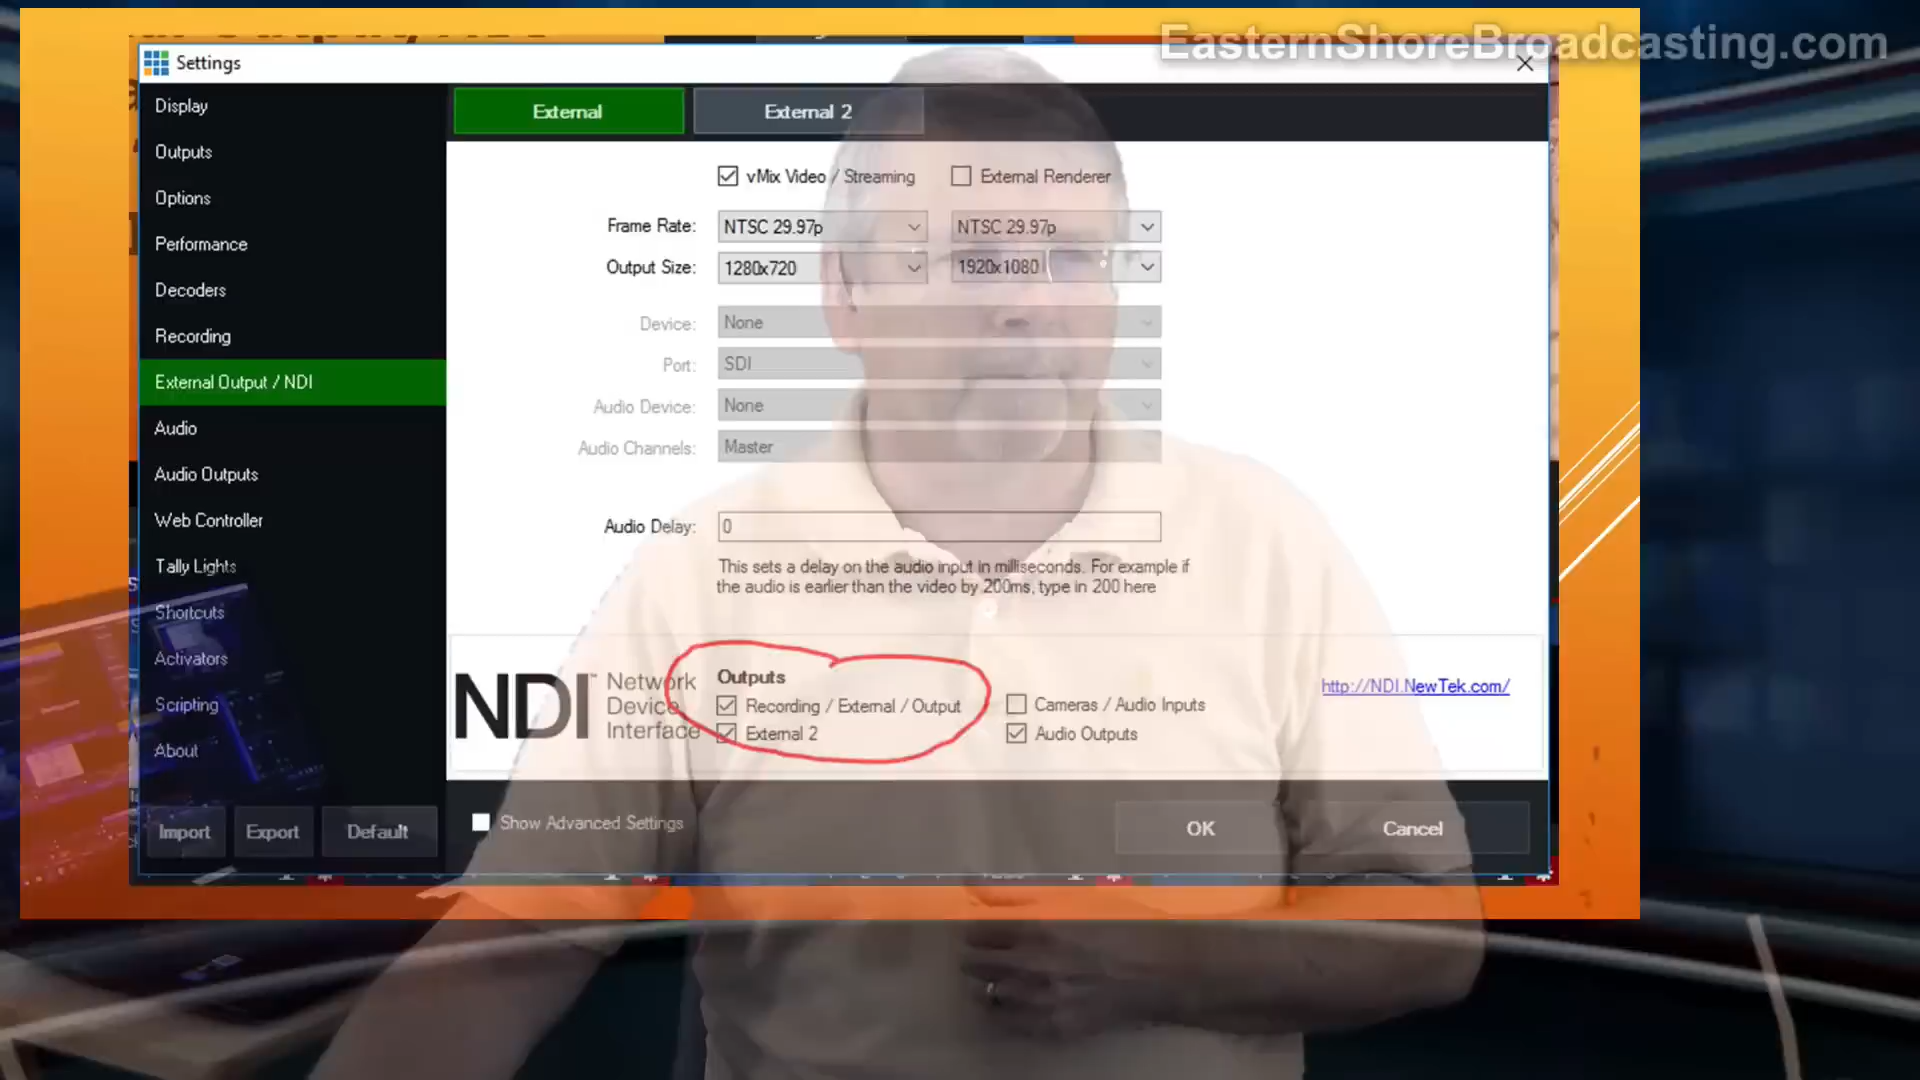 EasternShoreBroadcasting.com
Settings
Display
Outputs
Options
Performance
Decoders
Recording
External Output / NDI
Audio
Audio Outputs
Web Controller
Tally Lights
Shortcuts
Activators
Scripting
About
Import Export Default
External External 2
vMix Video / Streaming External Renderer
Frame Rate: NTSC 29.97p NTSC 29.97p
Output Size: 1280x720 1920x1080
Device: None
Port: SDI
Audio Device: None
Audio Channels: Master
Audio Delay: 0
This sets a delay on the audio input in milliseconds. For example if
the audio is earlier than the video by 200ms, type in 200 here
NDI™ Network
Device
Interface
Outputs
Recording / External / Output Cameras / Audio Inputs
External 2 Audio Outputs
http://NDI.NewTek.com/
Show Advanced Settings
OK Cancel